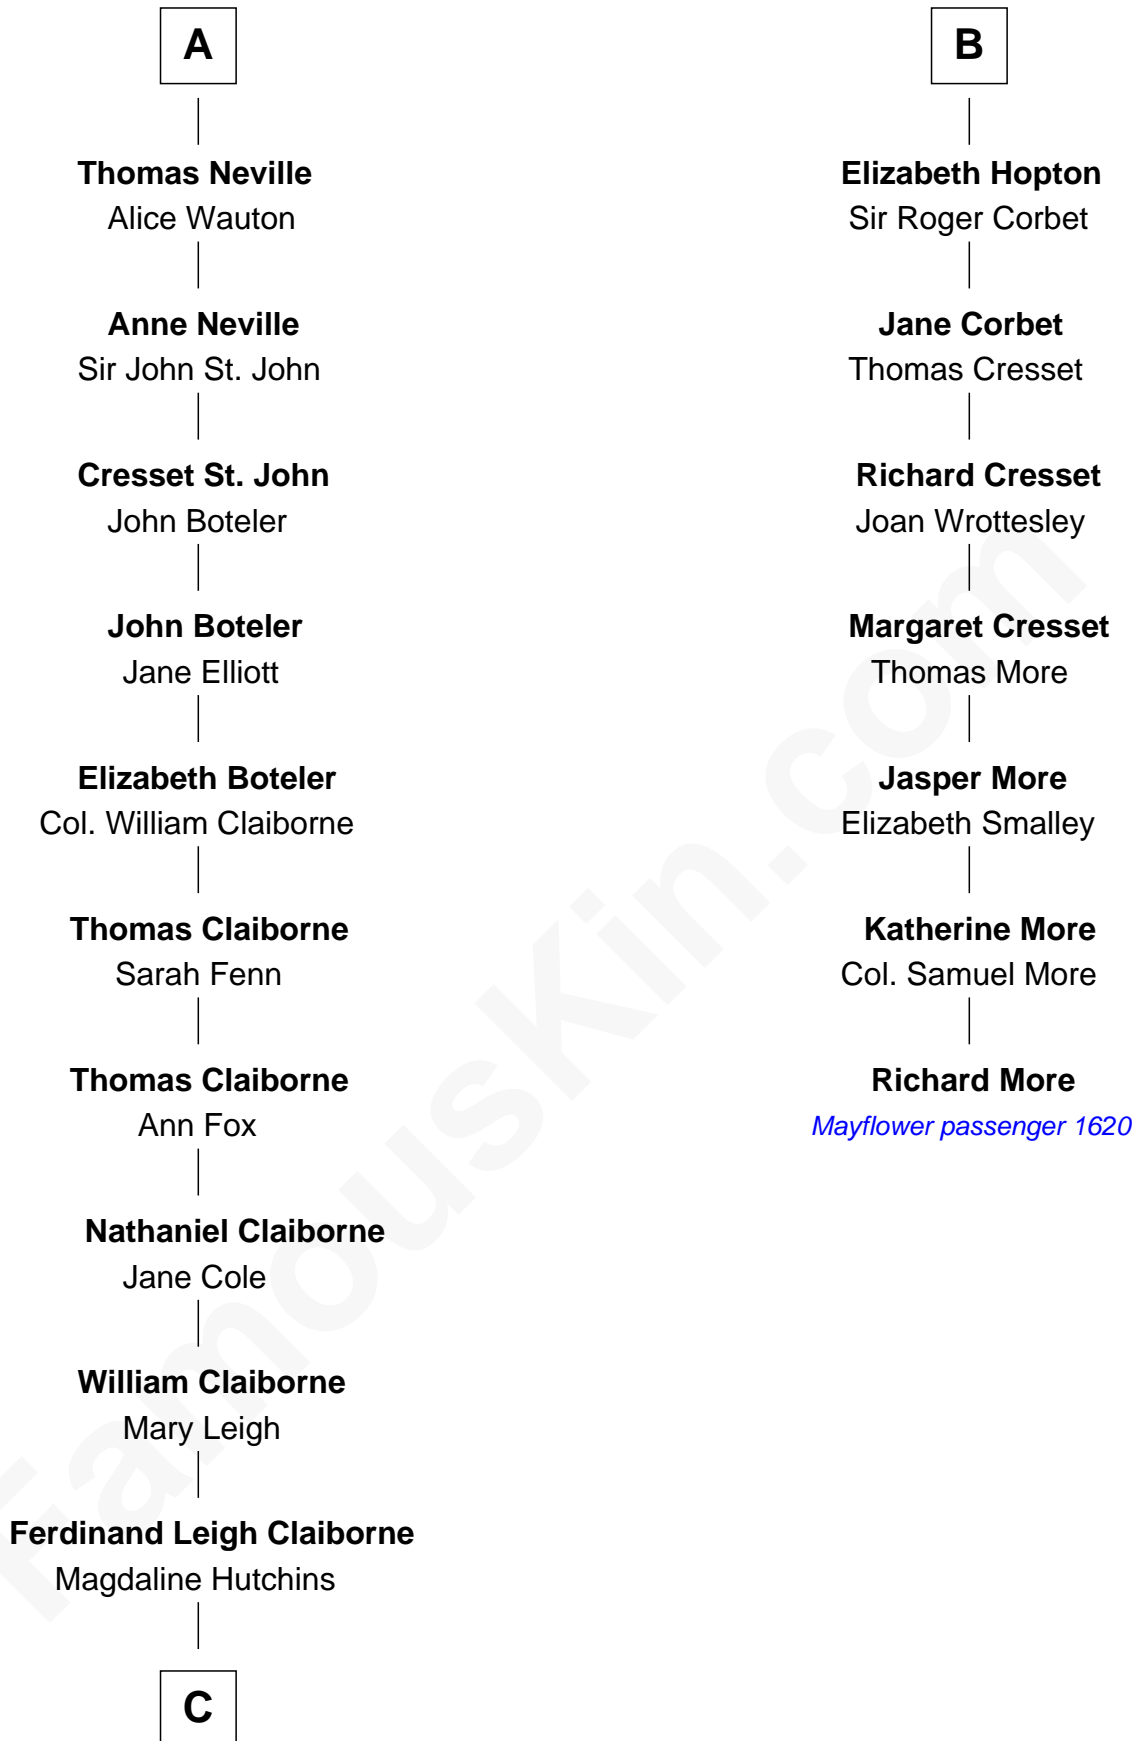 A
Thomas Neville
Alice Wauton
Anne Neville
Sir John St. John
Cresset St. John
John Boteler
John Boteler
Jane Elliott
Elizabeth Boteler
Col. William Claiborne
Thomas Claiborne
Sarah Fenn
Thomas Claiborne
Ann Fox
Nathaniel Claiborne
Jane Cole
William Claiborne
Mary Leigh
Ferdinand Leigh Claiborne
Magdaline Hutchins
C
B
Elizabeth Hopton
Sir Roger Corbet
Jane Corbet
Thomas Cresset
Richard Cresset
Joan Wrottesley
Margaret Cresset
Thomas More
Jasper More
Elizabeth Smalley
Katherine More
Col. Samuel More
Richard More
Mayflower passenger 1620
FamousKin.com